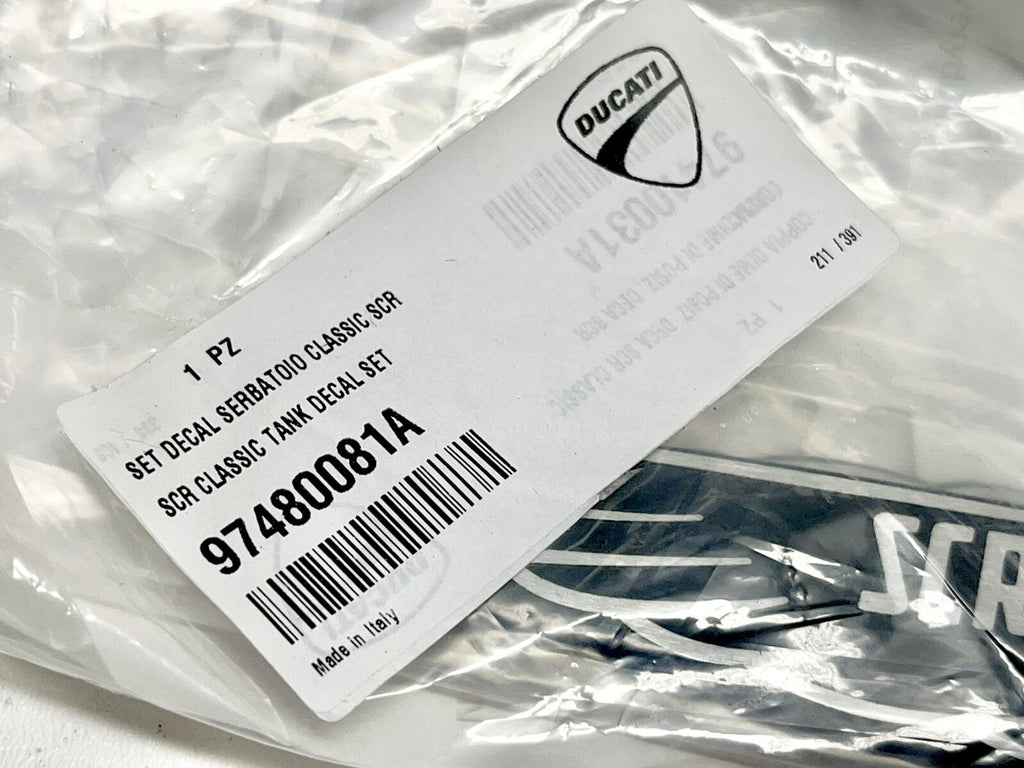 DUCATI
211 / 391
1 PZ
SET DECAL SERBATOIO CLASSIC SCR
SCR CLASSIC TANK DECAL SET
97480081A
Made in Italy
SCR